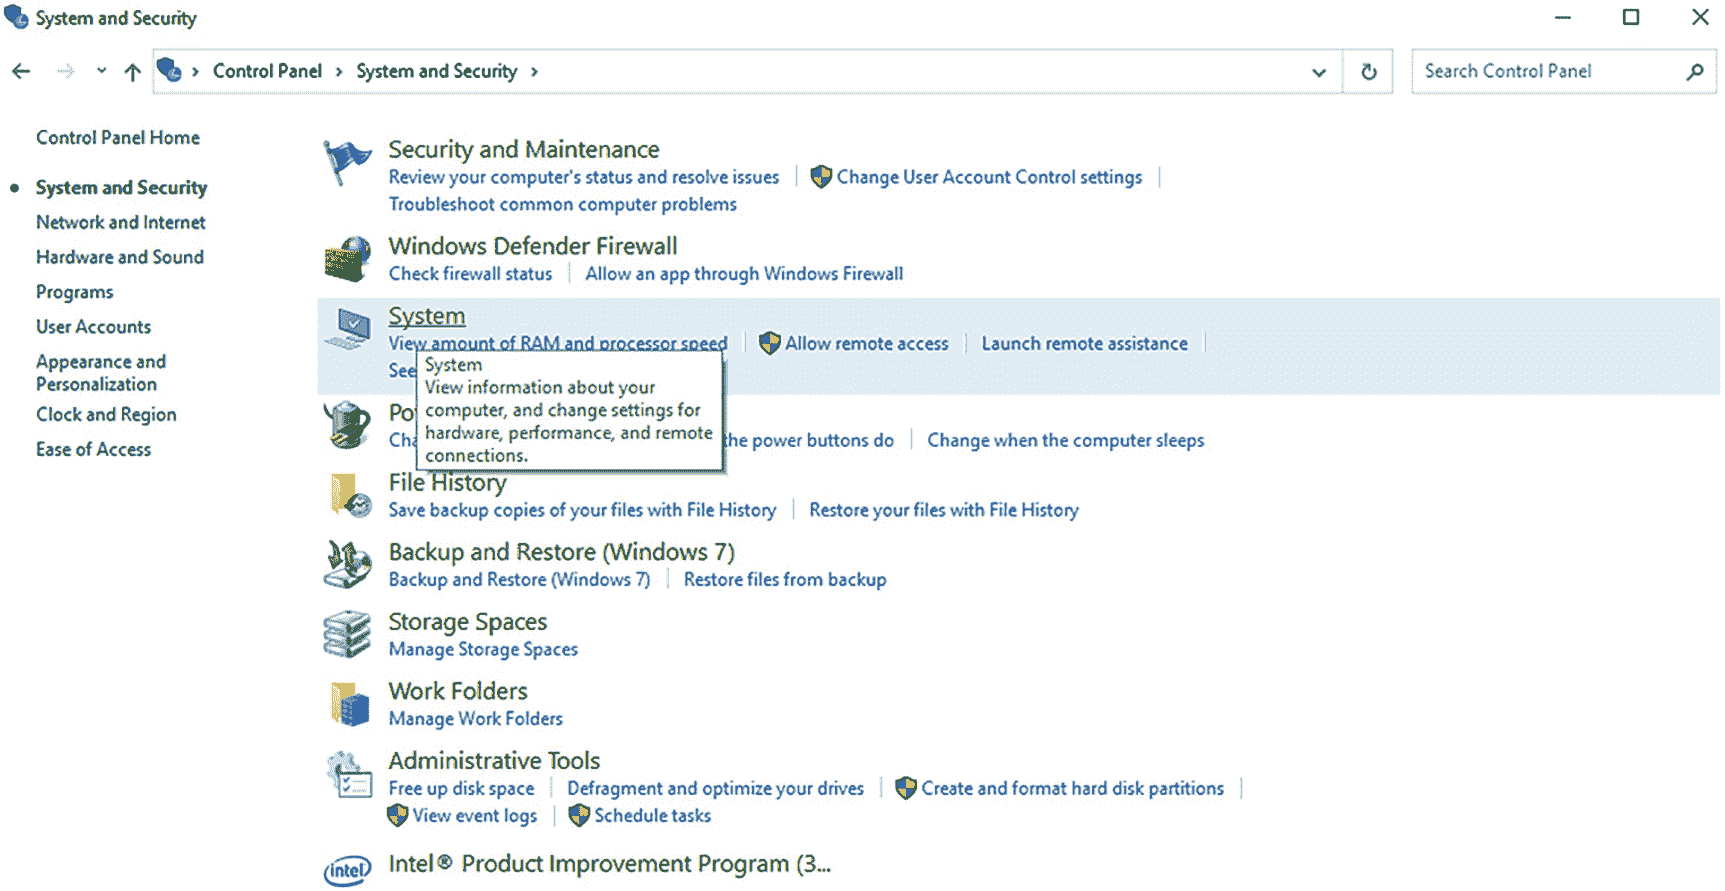 System and Security
Control Panel
System and Security
Search Control Panel
Control Panel Home
System and Security
Network and Internet
Hardware and Sound
Programs
User Accounts
Appearance and
Personalization
Clock and Region
Ease of Access
Security and Maintenance
Review your computer's status and resolve issues
Change User Account Control settings
Troubleshoot common computer problems
Windows Defender Firewall
Check firewall status
Allow an app through Windows Firewall
System
View amount of RAM and processor speed
Allow remote access
Launch remote assistance
See
System
View information about your
computer, and change settings for
hardware, performance, and remote
connections.
the power buttons do
Change when the computer sleeps
File History
Save backup copies of your files with File History
Restore your files with File History
Backup and Restore (Windows 7)
Backup and Restore (Windows 7)
Restore files from backup
Storage Spaces
Manage Storage Spaces
Work Folders
Manage Work Folders
Administrative Tools
Free up disk space
Defragment and optimize your drives
Create and format hard disk partitions
View event logs
Schedule tasks
intel
Intel® Product Improvement Program (3...